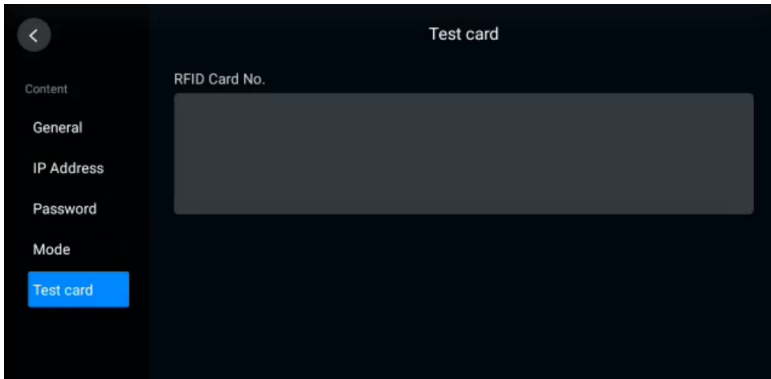 Test card
Content
General
IP Address
Password
Mode
Test card
RFID Card No.